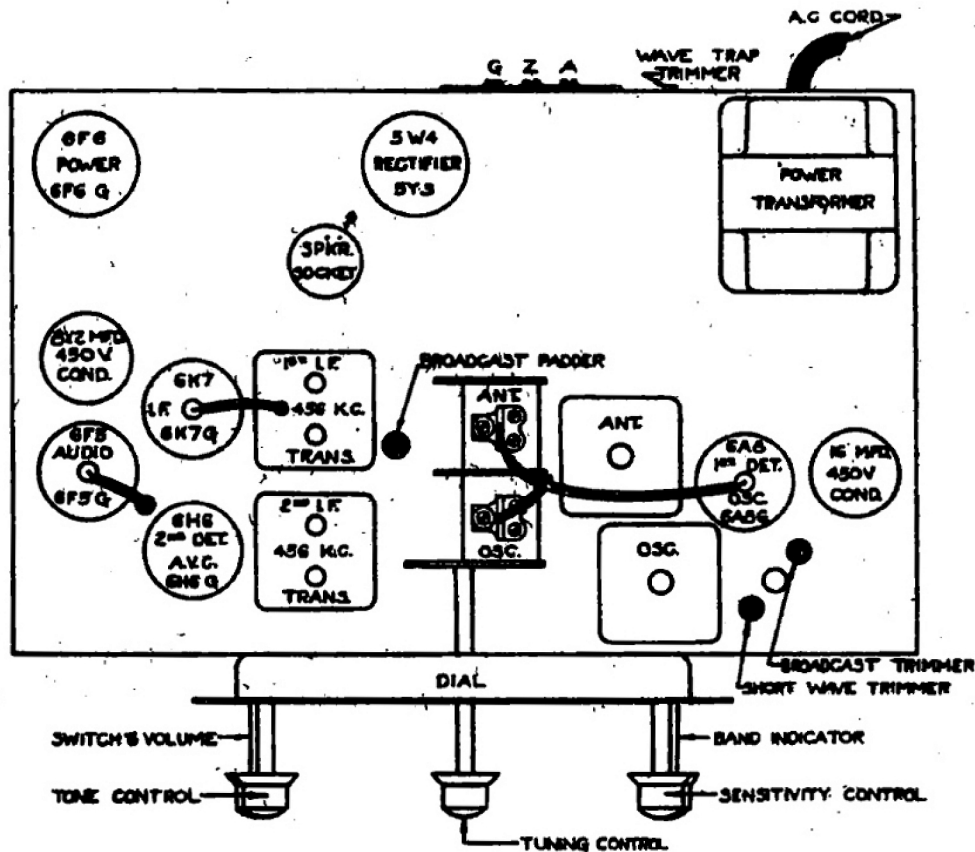 A.C CORD
WAVE TRAP
TRIMMER
G Z A
6F6
POWER
6F6 G
5W4
RECTIFIER
5Y3
POWER
TRANSFORMER
SPKR.
SOCKET
8X2 MFD
450V
COND.
6K7
I.F.
6K7G
1ST I.F.
456 K.C.
TRANS.
BROADCAST PADDER
ANT.
ANT.
6A8
1ST DET.
OSC.
6A8G
16 MFD.
450V
COND.
6F5
AUDIO
6F5G
6H6
2ND DET.
A.V.C.
6H6 G
2ND I.F.
456 K.C.
TRANS.
OSC.
OSC.
BROADCAST TRIMMER
SHORT WAVE TRIMMER
DIAL
SWITCH & VOLUME
BAND INDICATOR
TONE CONTROL
SENSITIVITY CONTROL
TUNING CONTROL